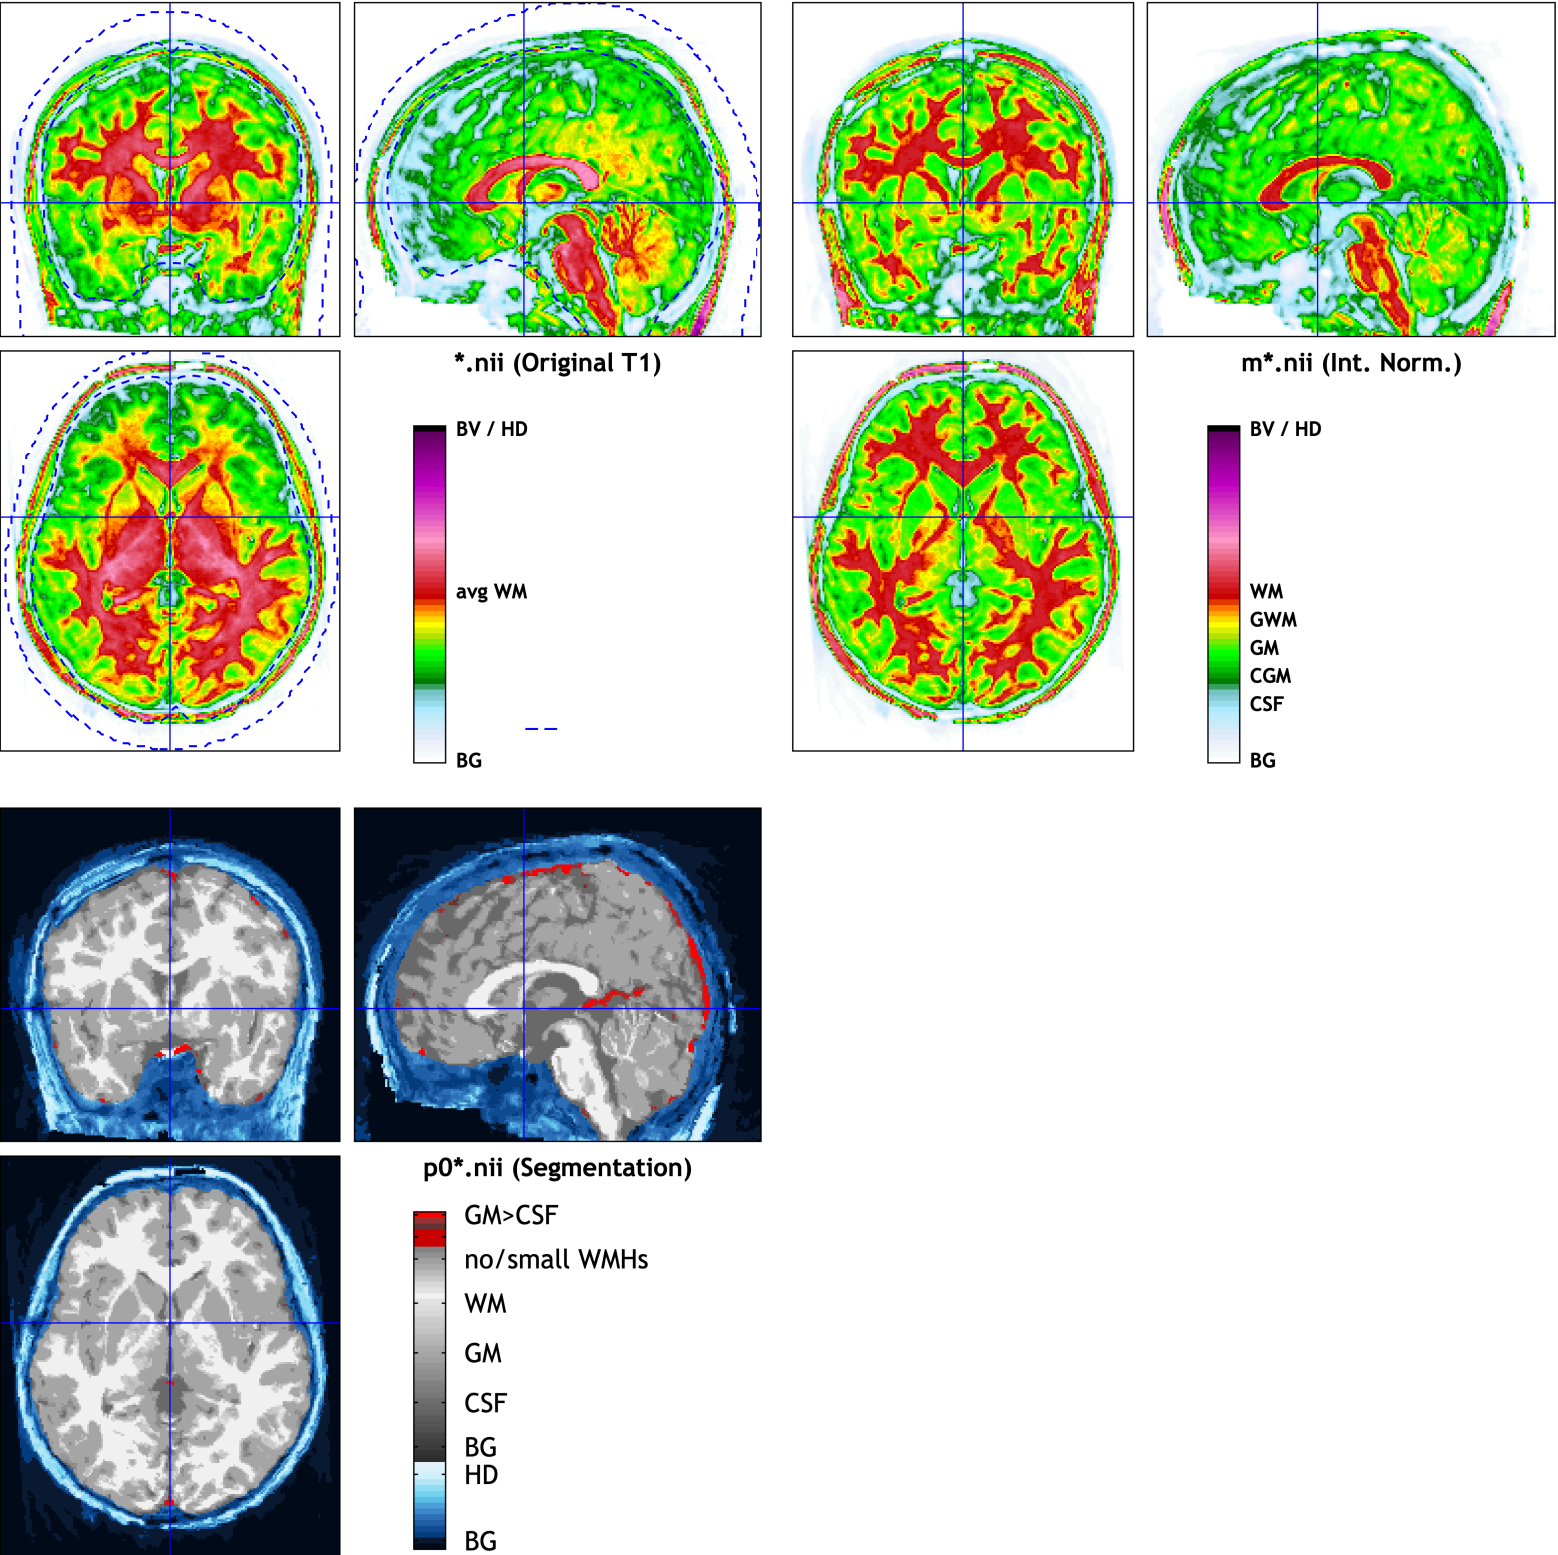 *.nii (Original T1)
BV / HD
avg WM
BG
m*.nii (Int. Norm.)
BV / HD
WM
GWM
GM
CGM
CSF
BG
p0*.nii (Segmentation)
GM>CSF
no/small WMHs
WM
GM
CSF
BG
HD
BG